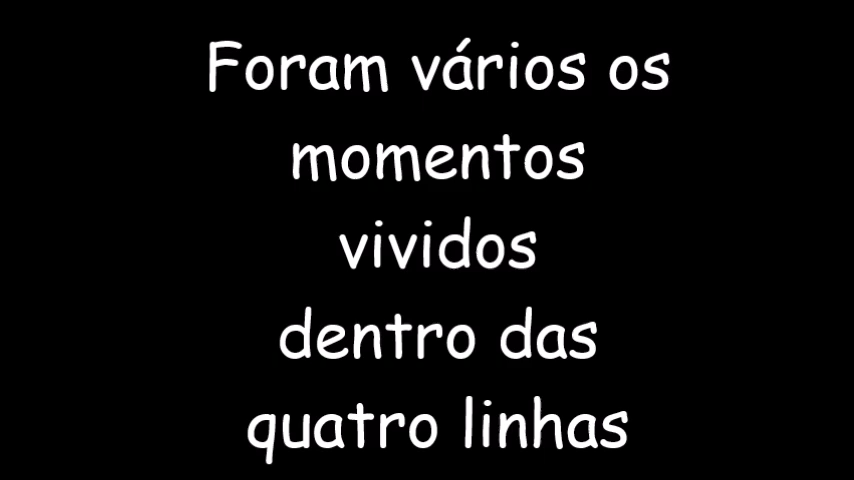 Foram vários os
momentos
vividos
dentro das
quatro linhas